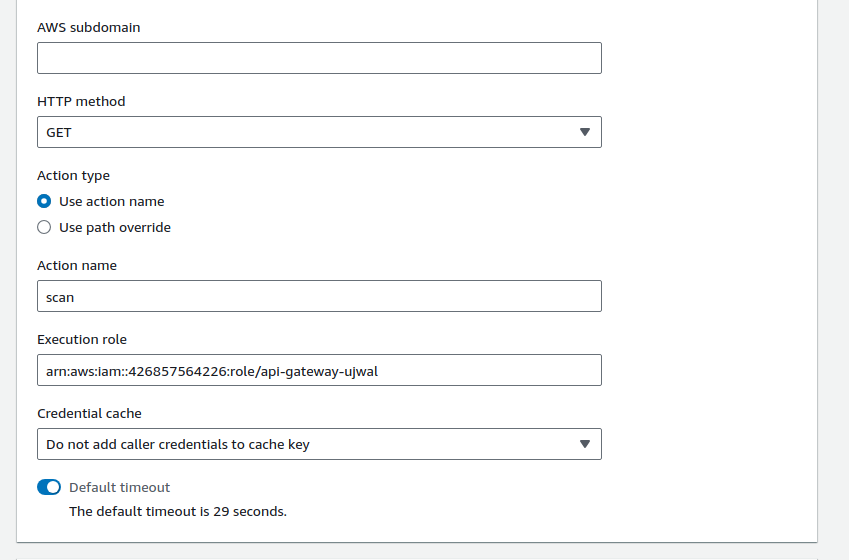 AWS subdomain
HTTP method
GET
Action type
Use action name
Use path override
Action name
scan
Execution role
arn:aws:iam::426857564226:role/api-gateway-ujwal
Credential cache
Do not add caller credentials to cache key
Default timeout
The default timeout is 29 seconds.